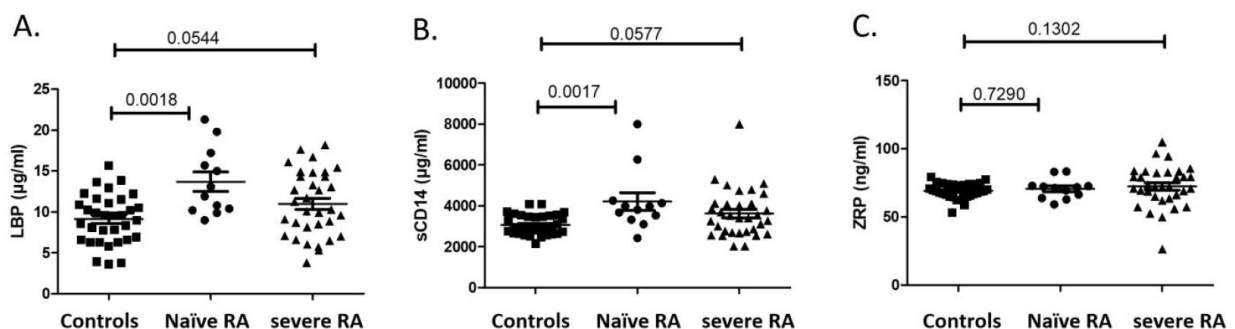 A.
0.0544
0.0018
25
20
15
10
5
0
LBP (µg/ml)
Controls Naïve RA severe RA
B.
0.0577
0.0017
10000
8000
6000
4000
2000
0
sCD14 (µg/ml)
Controls Naïve RA severe RA
C.
0.1302
0.7290
150
100
50
0
ZRP (ng/ml)
Controls Naïve RA severe RA